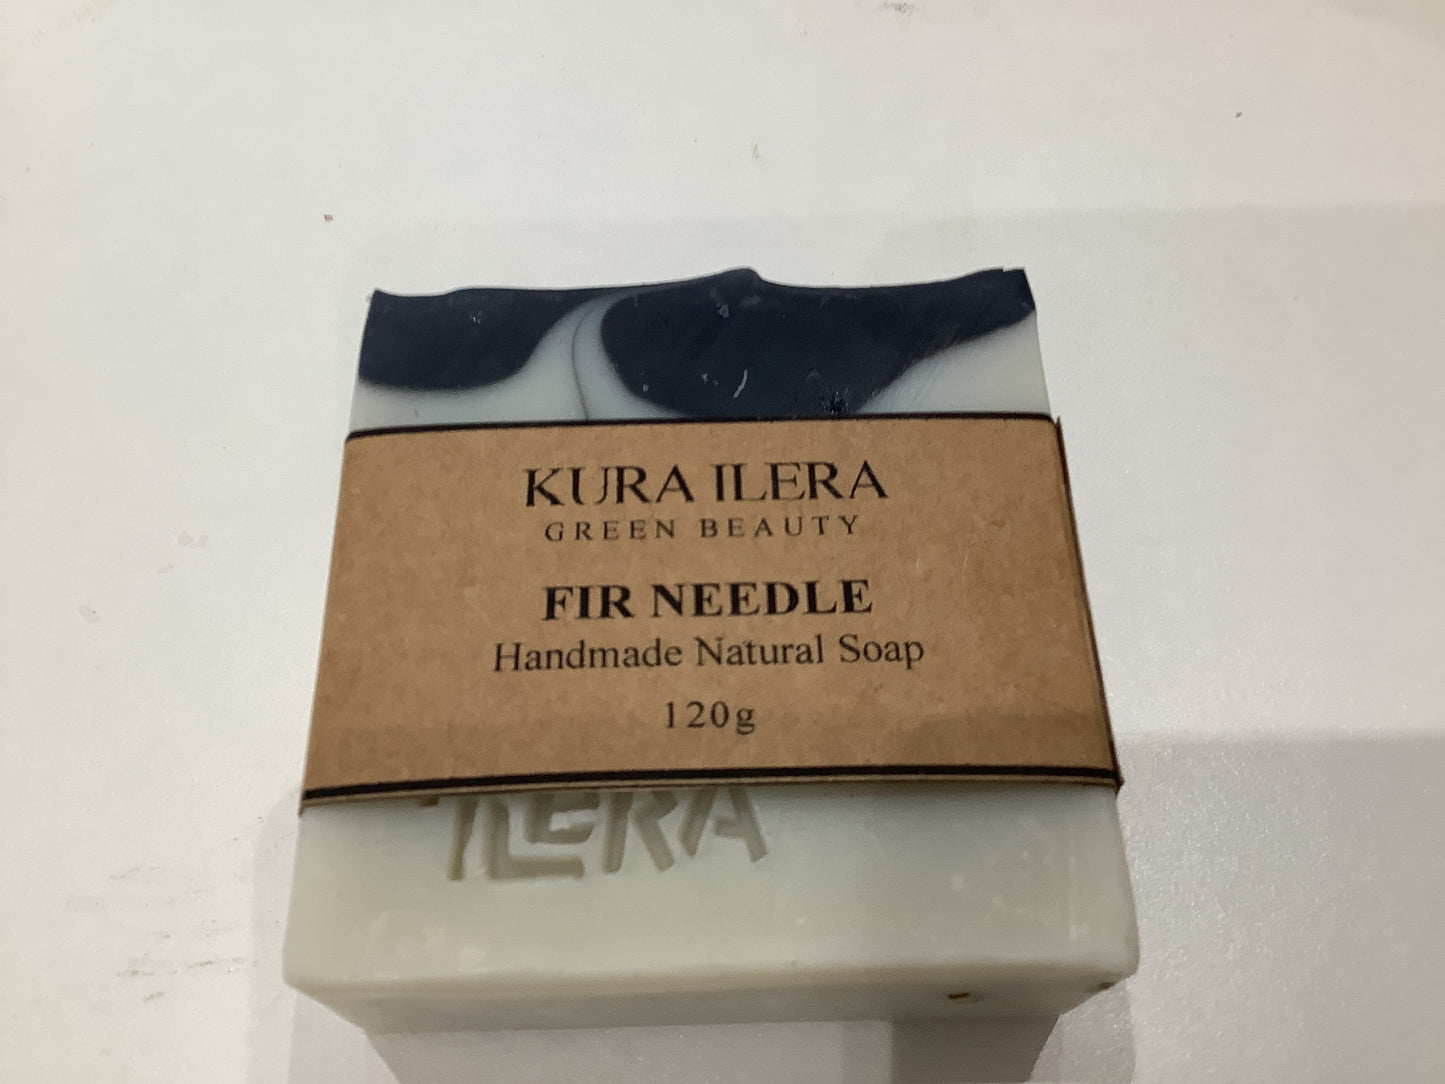 KURA ILERA
GREEN BEAUTY
FIR NEEDLE
Handmade Natural Soap
120g
ILERA